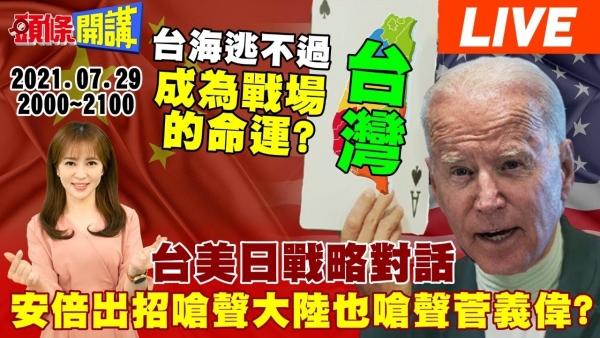 頭條開講
LIVE
2021.07.29
2000~2100
台海逃不過
成為戰場
的命運?
台灣
A
台美日戰略對話
安倍出招嗆聲大陸也嗆聲菅義偉?